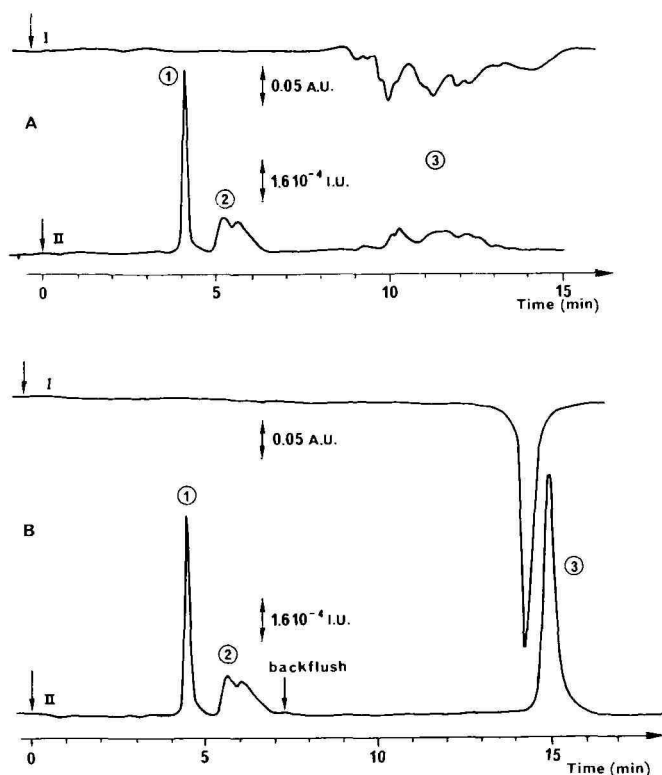 I
①
0.05 A.U.
A
③
1.6 10⁻⁴ I.U.
②
II
0 5 10 15
Time (min)
I
0.05 A.U.
①
B
③
1.6 10⁻⁴ I.U.
②
backflush
II
0 5 10 15
Time (min)